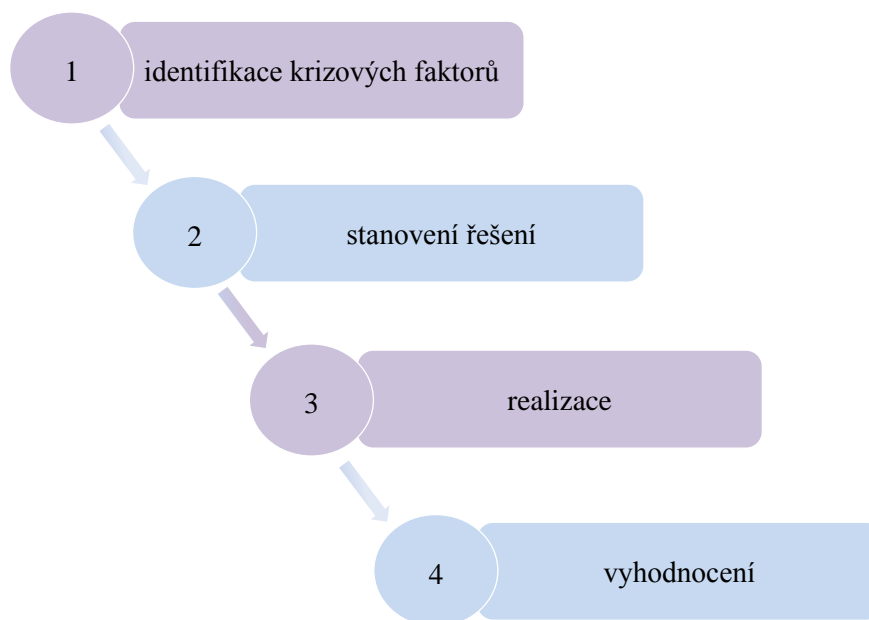 1
identifikace krizových faktorů
2
stanovení řešení
3
realizace
4
vyhodnocení